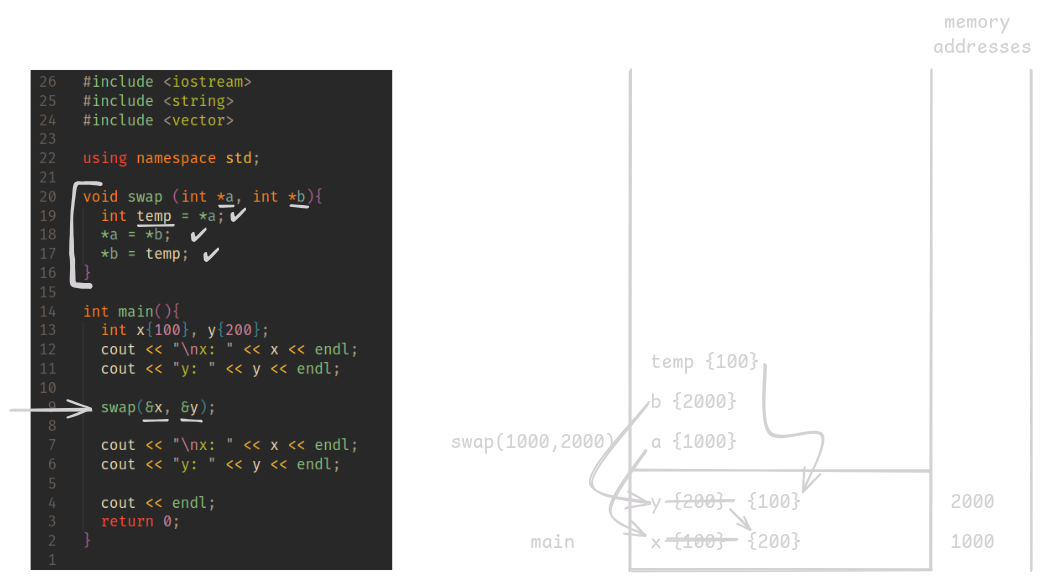 memory
addresses
26 #include <iostream>
25 #include <string>
24 #include <vector>
23
22 using namespace std;
21
20 void swap (int *a, int *b){
19 int temp = *a; ✔
18 *a = *b; ✔
17 *b = temp; ✔
16 }
15
14 int main(){
13 int x{100}, y{200};
12 cout << "\nx: " << x << endl;
11 cout << "y: " << y << endl;
10
9 swap(&x, &y);
8
7 cout << "\nx: " << x << endl;
6 cout << "y: " << y << endl;
5
4 cout << endl;
3 return 0;
2 }
1
temp {100}
b {2000}
swap(1000,2000) a {1000}
y {200} {100} 2000
main x {100} {200} 1000